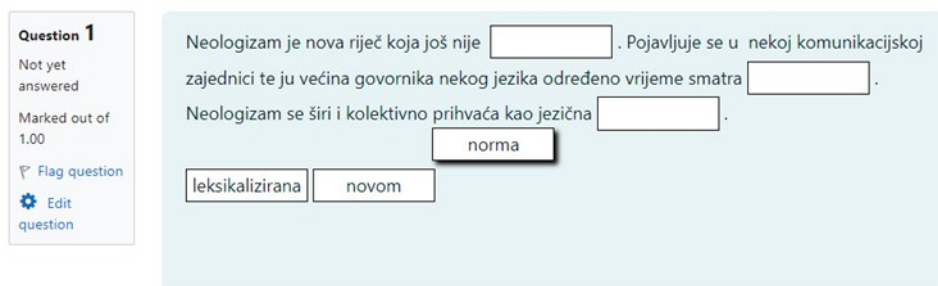 Question 1
Not yet
answered
Marked out of
1.00
Flag question
Edit
question
Neologizam je nova riječ koja još nije . Pojavljuje se u nekoj komunikacijskoj
zajednici te ju većina govornika nekog jezika određeno vrijeme smatra .
Neologizam se širi i kolektivno prihvaća kao jezična .
norma
leksikalizirana novom